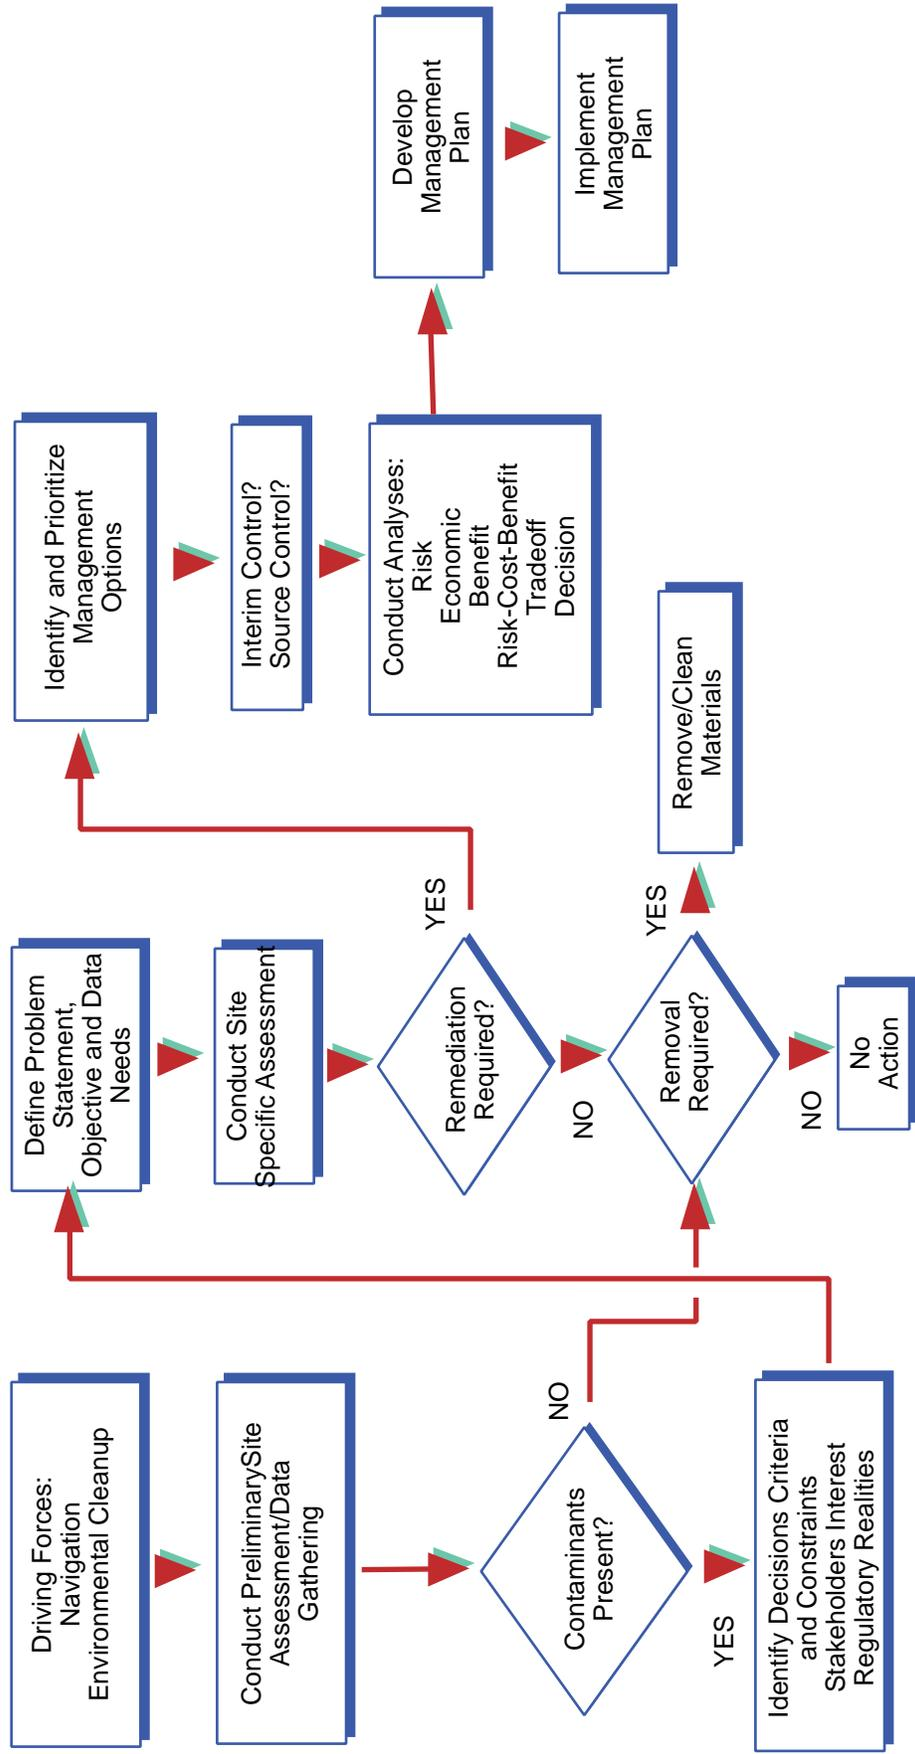 Driving Forces:
Navigation
Environmental Cleanup
Conduct PreliminarySite
Assessment/Data
Gathering
Contaminants
Present?
NO
YES
Identify Decisions Criteria
and Constraints
Stakeholders Interest
Regulatory Realities
Define Problem
Statement,
Objective and Data
Needs
Conduct Site
Specific Assessment
Remediation
Required?
YES
NO
Removal
Required?
YES
NO
No
Action
Remove/Clean
Materials
Identify and Prioritize
Management
Options
Interim Control?
Source Control?
Conduct Analyses:
Risk
Economic
Benefit
Risk-Cost-Benefit
Tradeoff
Decision
Develop
Management
Plan
Implement
Management
Plan